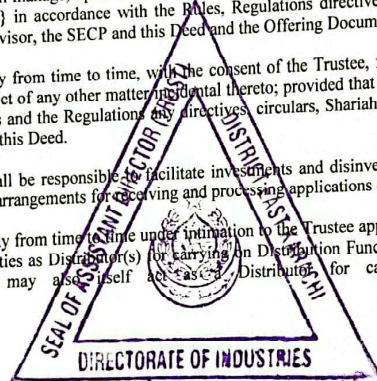 } in accordance with the Rules, Regulations directive
visor, the SECP and this Deed and the Offering Docum
y from time to time, with the consent of the Trustee,
ct of any other matter incidental thereto; provided that
s and the Regulations any directives, circulars, Shariah
this Deed.
all be responsible to facilitate investments and disinve
arrangements for receiving and processing applications
y from time to time under intimation to the Trustee app
ties as Distributor(s) for carrying on Distribution Func
may also itself act as a Distributor for ca
SEAL OF ASSISTANT DIRECTOR TRUST
DISTRICT EAST KARACHI
DIRECTORATE OF INDUSTRIES